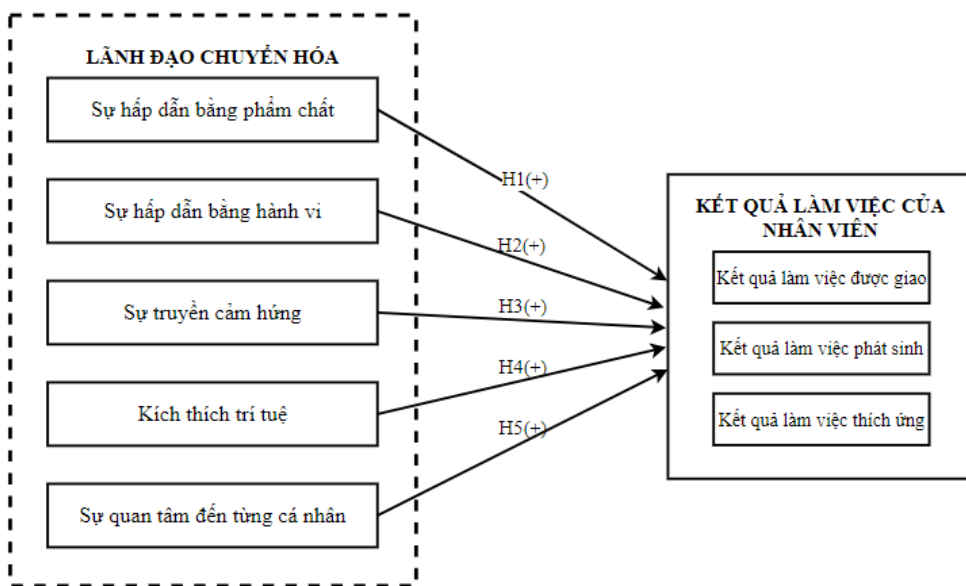 LÃNH ĐẠO CHUYỂN HÓA
Sự hấp dẫn bằng phẩm chất
Sự hấp dẫn bằng hành vi
Sự truyền cảm hứng
Kích thích trí tuệ
Sự quan tâm đến từng cá nhân
H1(+)
H2(+)
H3(+)
H4(+)
H5(+)
KẾT QUẢ LÀM VIỆC CỦA
NHÂN VIÊN
Kết quả làm việc được giao
Kết quả làm việc phát sinh
Kết quả làm việc thích ứng